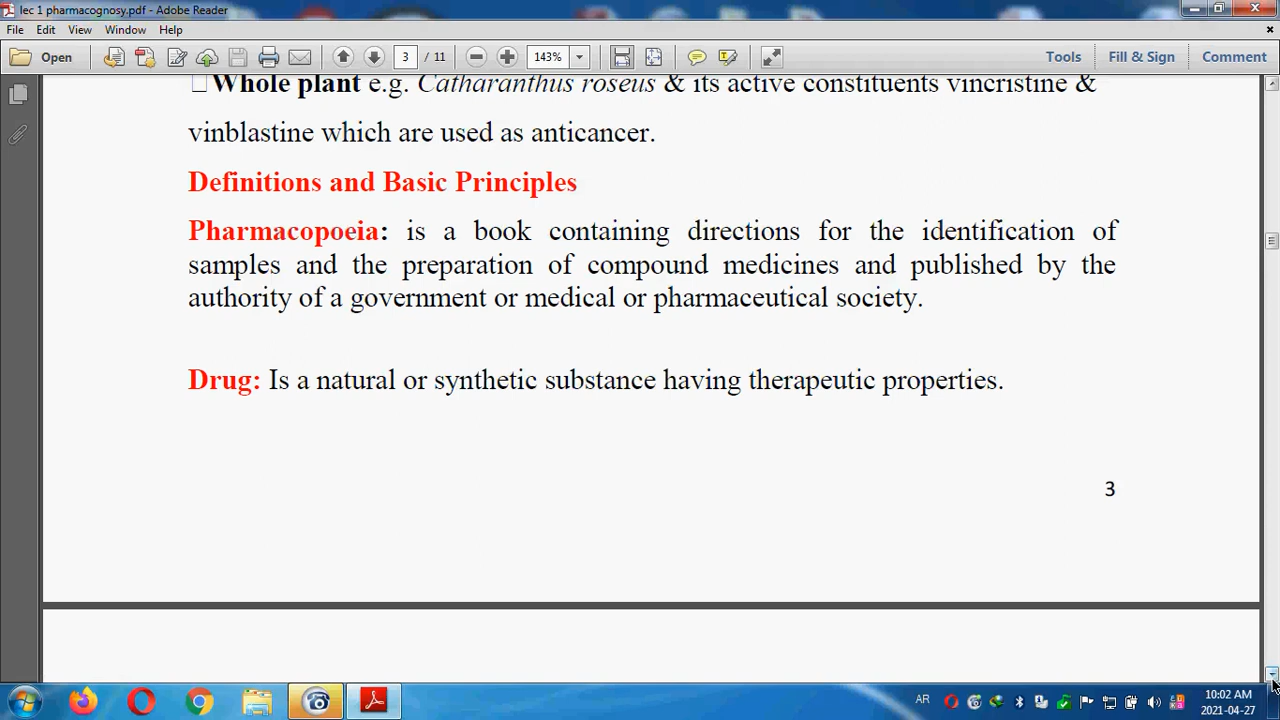 lec 1 pharmacognosy.pdf - Adobe Reader
File Edit View Window Help
Open 3 / 11 143% Tools Fill & Sign Comment
Whole plant e.g. Catharanthus roseus & its active constituents vincristine &
vinblastine which are used as anticancer.
Definitions and Basic Principles
Pharmacopoeia: is a book containing directions for the identification of
samples and the preparation of compound medicines and published by the
authority of a government or medical or pharmaceutical society.
Drug: Is a natural or synthetic substance having therapeutic properties.
3
AR 10:02 AM
2021-04-27